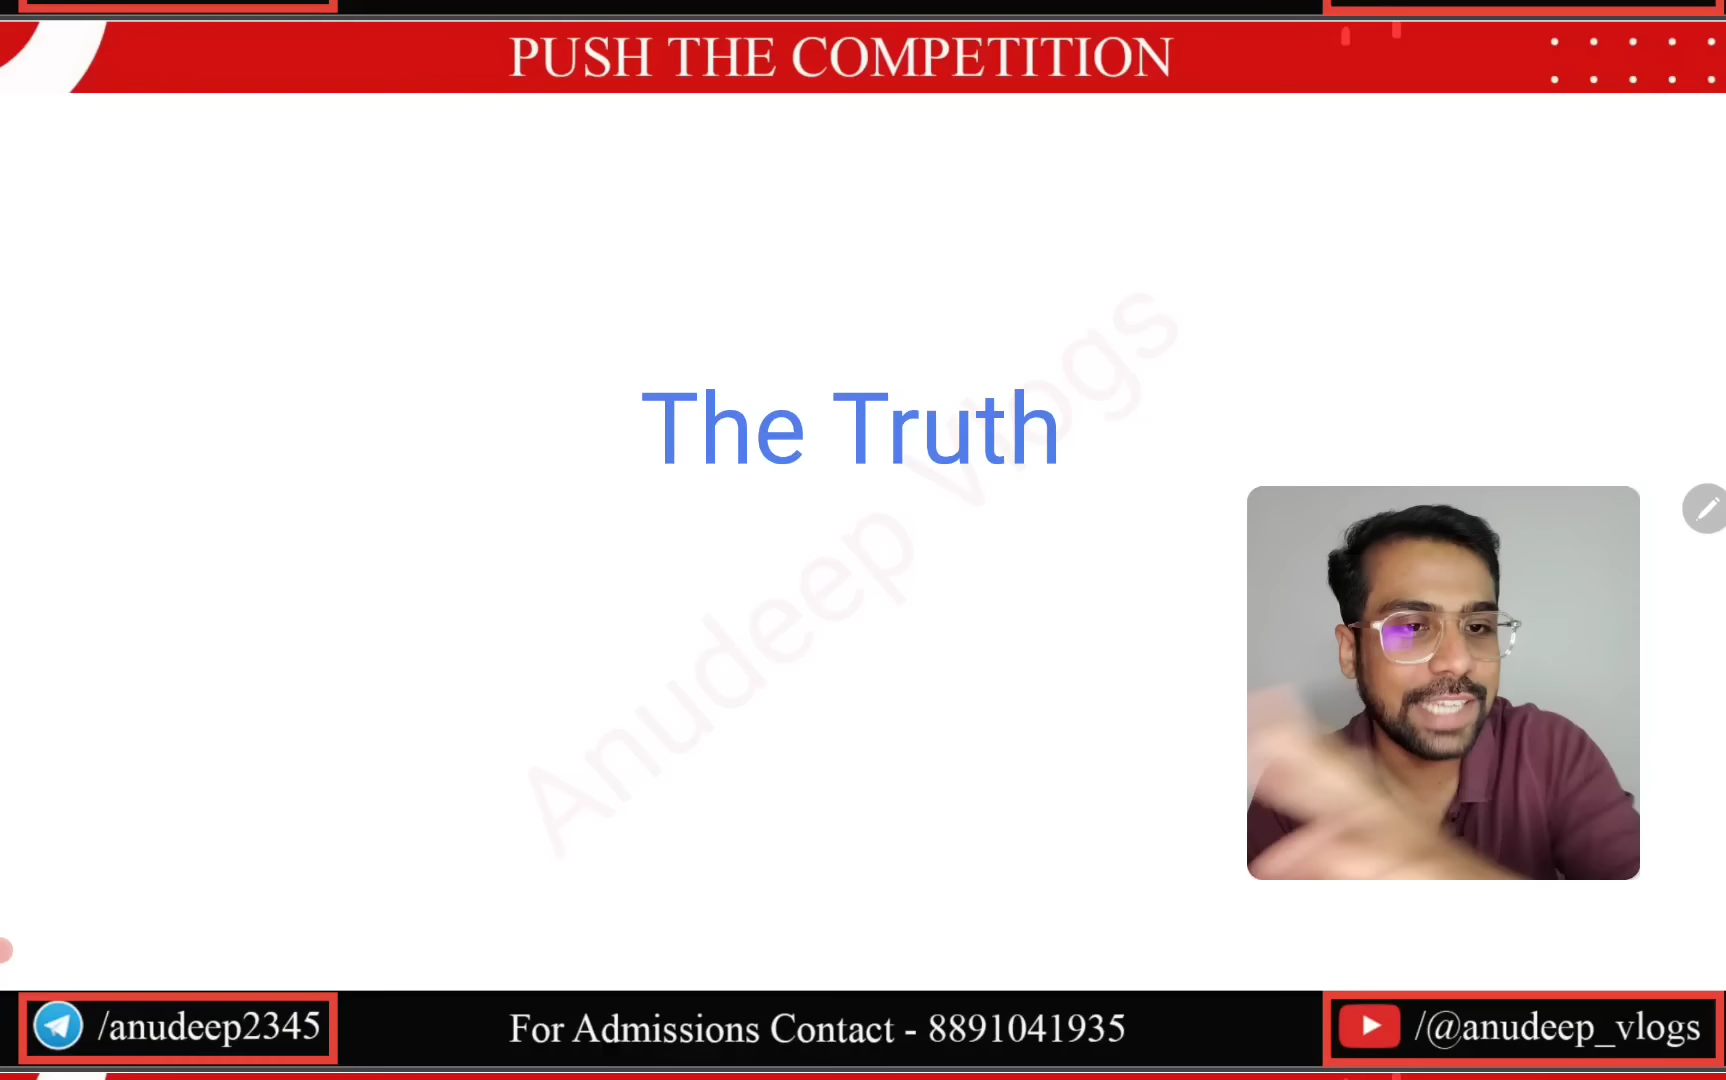 PUSH THE COMPETITION
The Truth
Anudeep Vlogs
/anudeep2345
For Admissions Contact - 8891041935
/@anudeep_vlogs